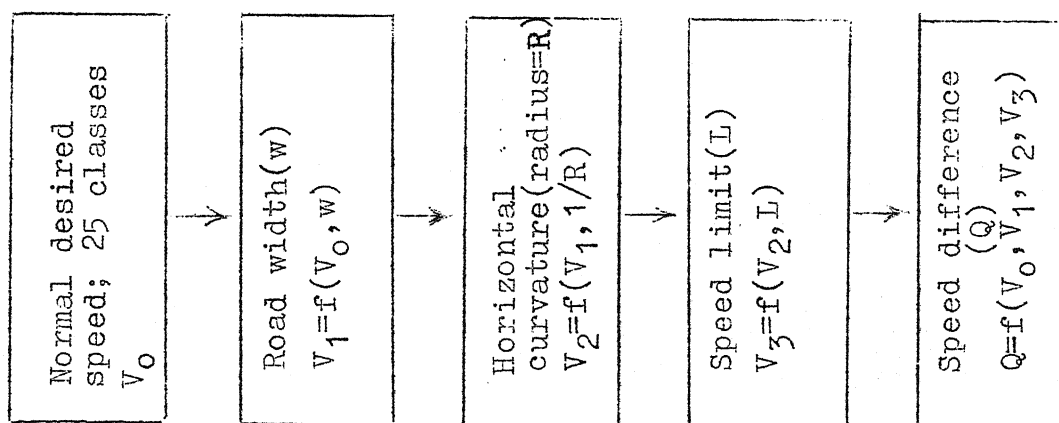 Normal desired
speed; 25 classes
V₀
Road width(w)
V₁=f(V₀,w)
Horizontal
curvature(radius=R)
V₂=f(V₁,1/R)
Speed limit(L)
V₃=f(V₂,L)
Speed difference
(Q)
Q=f(V₀,V₁,V₂,V₃)